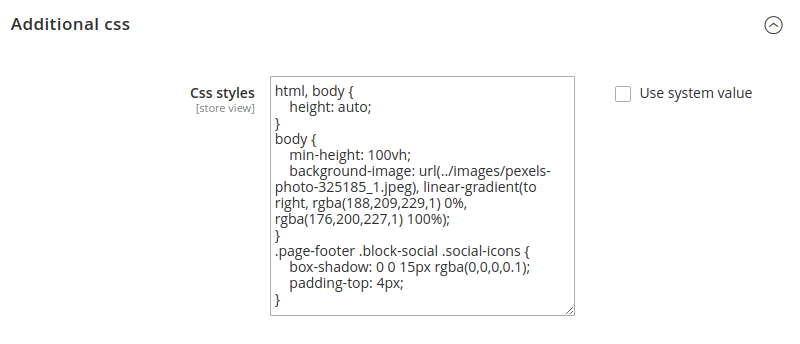 Additional css
Css styles
[store view]
html, body {
    height: auto;
}
body {
    min-height: 100vh;
    background-image: url(../images/pexels-
photo-325185_1.jpeg), linear-gradient(to
right, rgba(188,209,229,1) 0%,
rgba(176,200,227,1) 100%);
}
.page-footer .block-social .social-icons {
    box-shadow: 0 0 15px rgba(0,0,0,0.1);
    padding-top: 4px;
}
Use system value